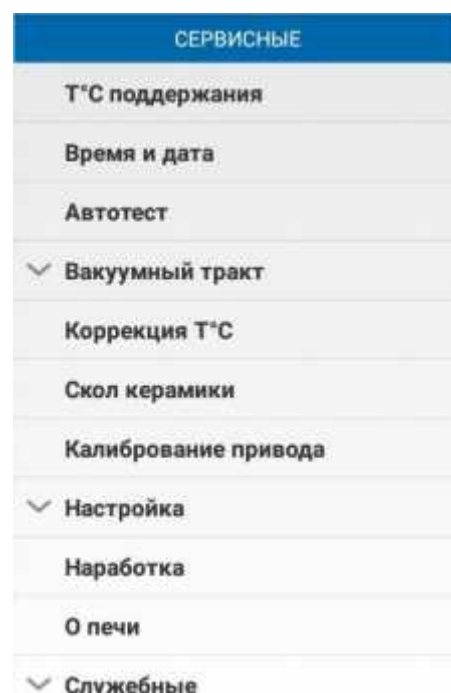 СЕРВИСНЫЕ
Т°С поддержания
Время и дата
Автотест
Вакуумный тракт
Коррекция Т°С
Скол керамики
Калибрование привода
Настройка
Наработка
О печи
Служебные